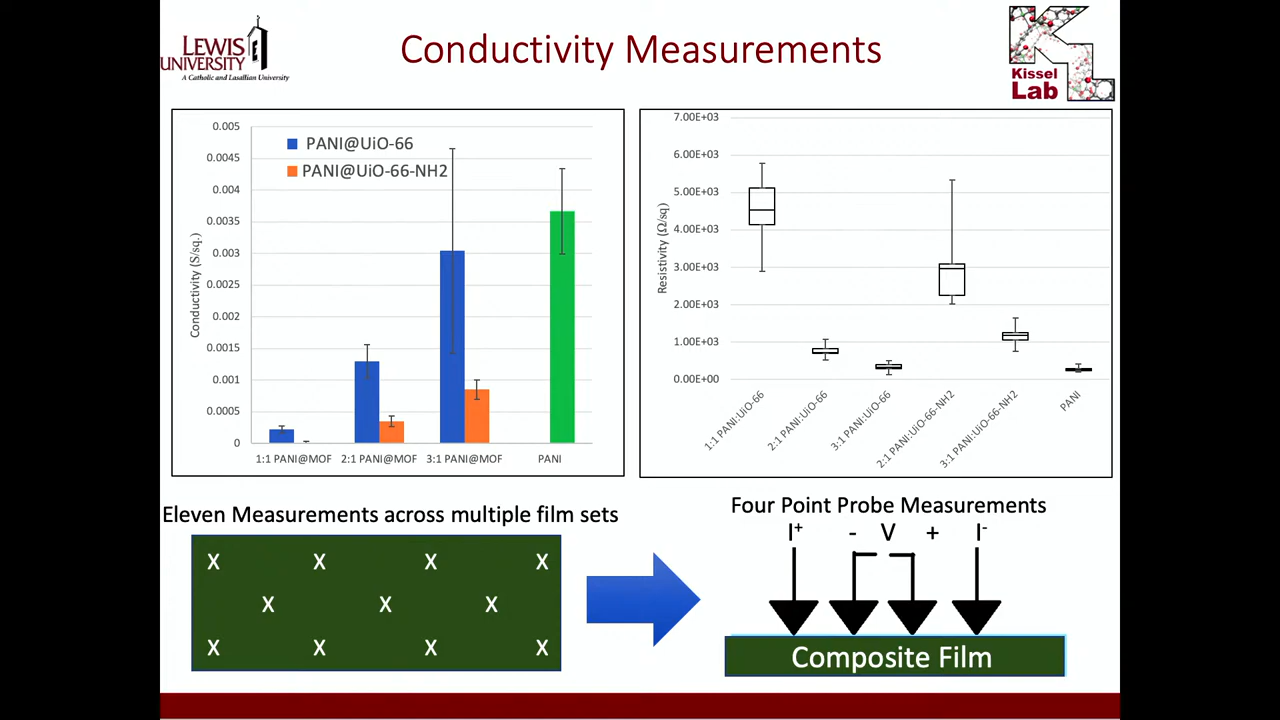 LEWIS
UNIVERSITY
A Catholic and Lasallian University
Conductivity Measurements
Kissel
Lab
0.005
0.0045
0.004
0.0035
0.003
0.0025
0.002
0.0015
0.001
0.0005
0
Conductivity (S/sq.)
PANI@UiO-66
PANI@UiO-66-NH2
1:1 PANI@MOF 2:1 PANI@MOF 3:1 PANI@MOF PANI
7.00E+03
6.00E+03
5.00E+03
4.00E+03
3.00E+03
2.00E+03
1.00E+03
0.00E+00
Resistivity (Ω/sq)
1:1 PANI:UiO-66
2:1 PANI:UiO-66
3:1 PANI:UiO-66
2:1 PANI:UiO-66-NH2
3:1 PANI:UiO-66-NH2
PANI
Eleven Measurements across multiple film sets
X X X X
X X X
X X X X
Four Point Probe Measurements
I+ - V + I-
Composite Film